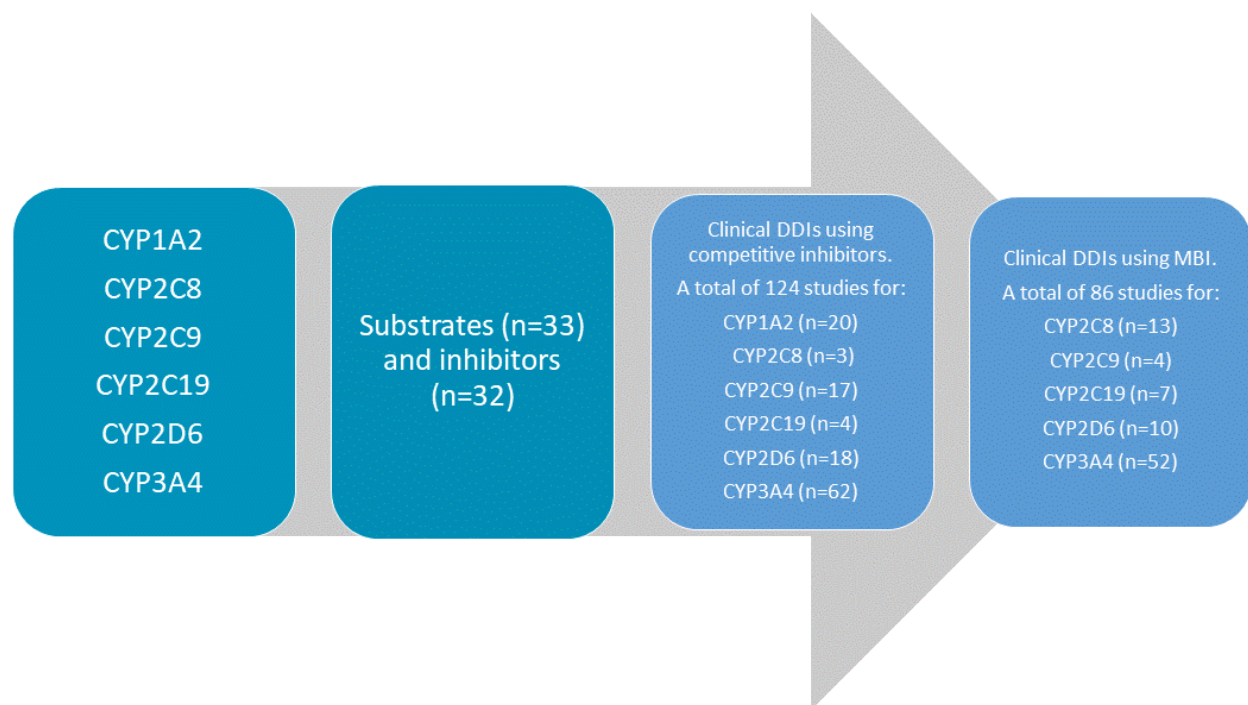 CYP1A2
CYP2C8
CYP2C9
CYP2C19
CYP2D6
CYP3A4
Substrates (n=33)
and inhibitors
(n=32)
Clinical DDIs using
competitive inhibitors.
A total of 124 studies for:
CYP1A2 (n=20)
CYP2C8 (n=3)
CYP2C9 (n=17)
CYP2C19 (n=4)
CYP2D6 (n=18)
CYP3A4 (n=62)
Clinical DDIs using MBI.
A total of 86 studies for:
CYP2C8 (n=13)
CYP2C9 (n=4)
CYP2C19 (n=7)
CYP2D6 (n=10)
CYP3A4 (n=52)